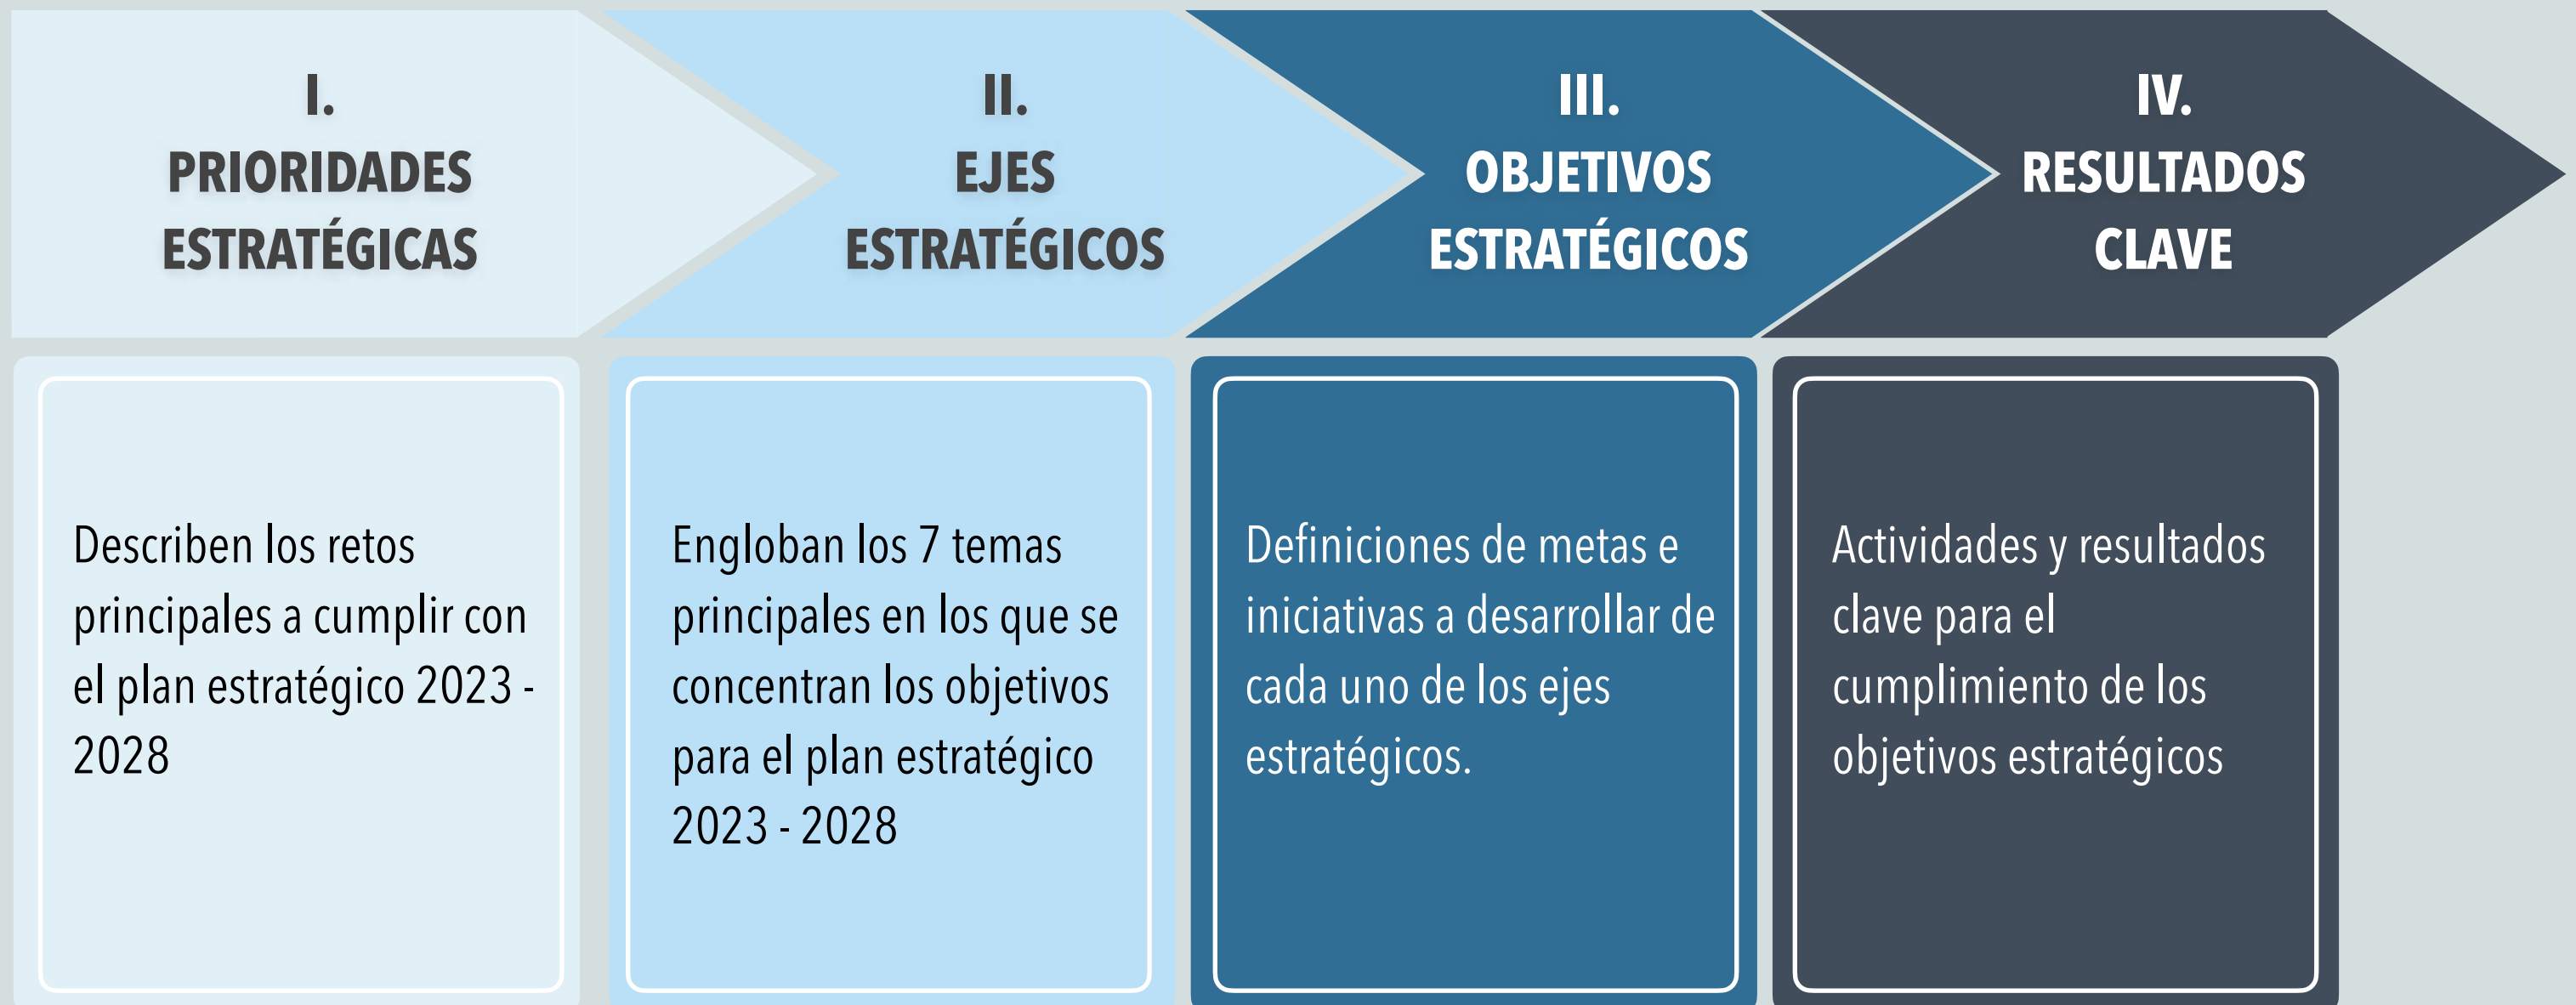 I.
PRIORIDADES
ESTRATÉGICAS
II.
EJES
ESTRATÉGICOS
III.
OBJETIVOS
ESTRATÉGICOS
IV.
RESULTADOS
CLAVE
Describen los retos
principales a cumplir con
el plan estratégico 2023 -
2028
Engloban los 7 temas
principales en los que se
concentran los objetivos
para el plan estratégico
2023 - 2028
Definiciones de metas e
iniciativas a desarrollar de
cada uno de los ejes
estratégicos.
Actividades y resultados
clave para el
cumplimiento de los
objetivos estratégicos